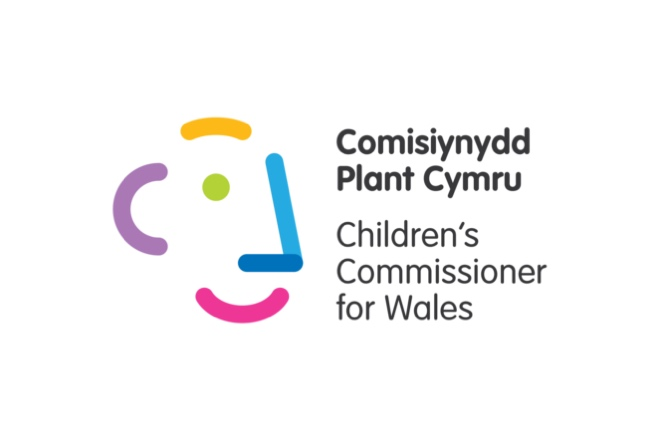 Comisiynydd
Plant Cymru
Children's
Commissioner
for Wales